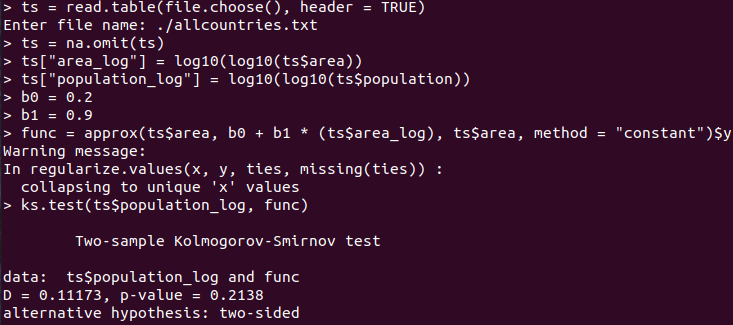 > ts = read.table(file.choose(), header = TRUE)
Enter file name: ./allcountries.txt
> ts = na.omit(ts)
> ts["area_log"] = log10(log10(ts$area))
> ts["population_log"] = log10(log10(ts$population))
> b0 = 0.2
> b1 = 0.9
> func = approx(ts$area, b0 + b1 * (ts$area_log), ts$area, method = "constant")$y
Warning message:
In regularize.values(x, y, ties, missing(ties)) :
  collapsing to unique 'x' values
> ks.test(ts$population_log, func)
        Two-sample Kolmogorov-Smirnov test
data:  ts$population_log and func
D = 0.11173, p-value = 0.2138
alternative hypothesis: two-sided